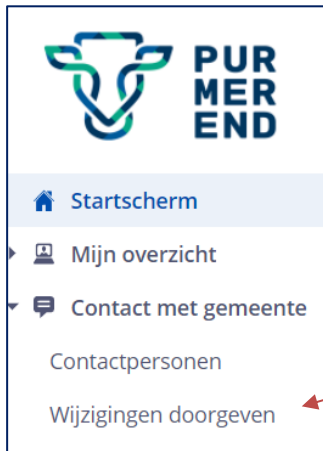 PUR
MER
END
Startscherm
Mijn overzicht
Contact met gemeente
Contactpersonen
Wijzigingen doorgeven